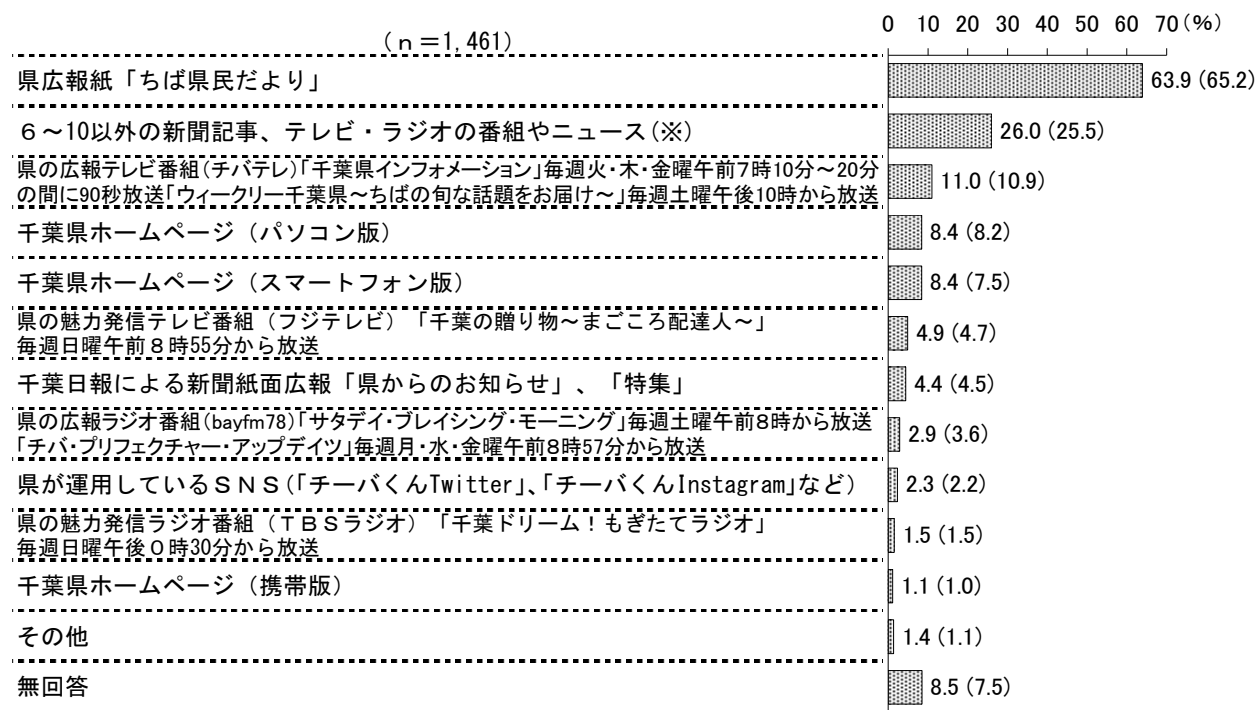 0 10 20 30 40 50 60 70(%)
(n=1,461)
県広報紙「ちば県民だより」
63.9 (65.2)
６～10以外の新聞記事、テレビ・ラジオの番組やニュース(※)
26.0 (25.5)
県の広報テレビ番組(チバテレ)「千葉県インフォメーション」毎週火・木・金曜午前7時10分～20分
の間に90秒放送「ウィークリー千葉県～ちばの旬な話題をお届け～」毎週土曜午後10時から放送
11.0 (10.9)
千葉県ホームページ（パソコン版）
8.4 (8.2)
千葉県ホームページ（スマートフォン版）
8.4 (7.5)
県の魅力発信テレビ番組（フジテレビ）「千葉の贈り物～まごころ配達人～」
毎週日曜午前８時55分から放送
4.9 (4.7)
千葉日報による新聞紙面広報「県からのお知らせ」、「特集」
4.4 (4.5)
県の広報ラジオ番組(bayfm78)「サタデイ・ブレイシング・モーニング」毎週土曜午前8時から放送
「チバ・プリフェクチャー・アップデイツ」毎週月・水・金曜午前8時57分から放送
2.9 (3.6)
県が運用しているＳＮＳ(「チーバくんTwitter」、「チーバくんInstagram」など)
2.3 (2.2)
県の魅力発信ラジオ番組（ＴＢＳラジオ）「千葉ドリーム！もぎたてラジオ」
毎週日曜午後０時30分から放送
1.5 (1.5)
千葉県ホームページ（携帯版）
1.1 (1.0)
その他
1.4 (1.1)
無回答
8.5 (7.5)